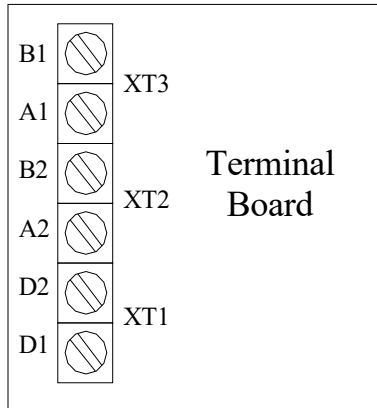 B1
XT3
A1
B2
Terminal
XT2
Board
A2
D2
XT1
D1